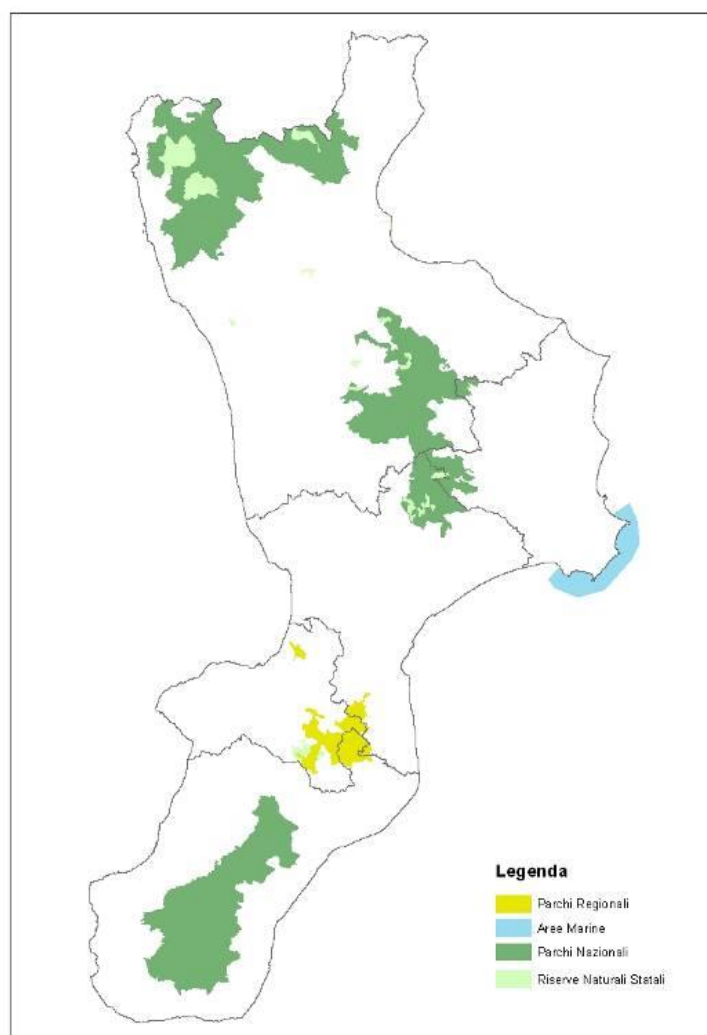 Legenda
Parchi Regionali
Aree Marine
Parchi Nazionali
Riserve Naturali Statali